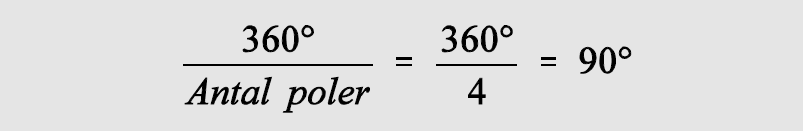 360° / Antal poler = 360° / 4 = 90°